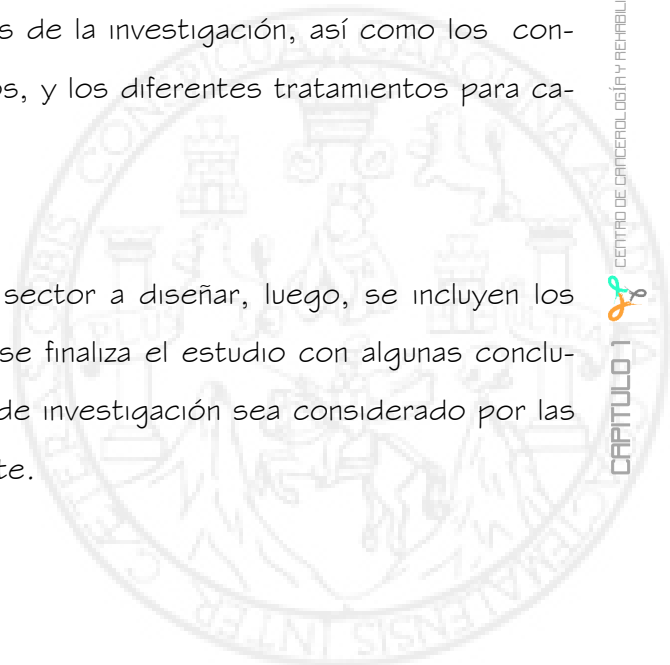 s de la investigación, así como los con-
os, y los diferentes tratamientos para ca-
sector a diseñar, luego, se incluyen los
se finaliza el estudio con algunas conclu-
de investigación sea considerado por las
te.
CAPITULO 1 CENTRO DE CANCEROLOGÍA Y REHABILI